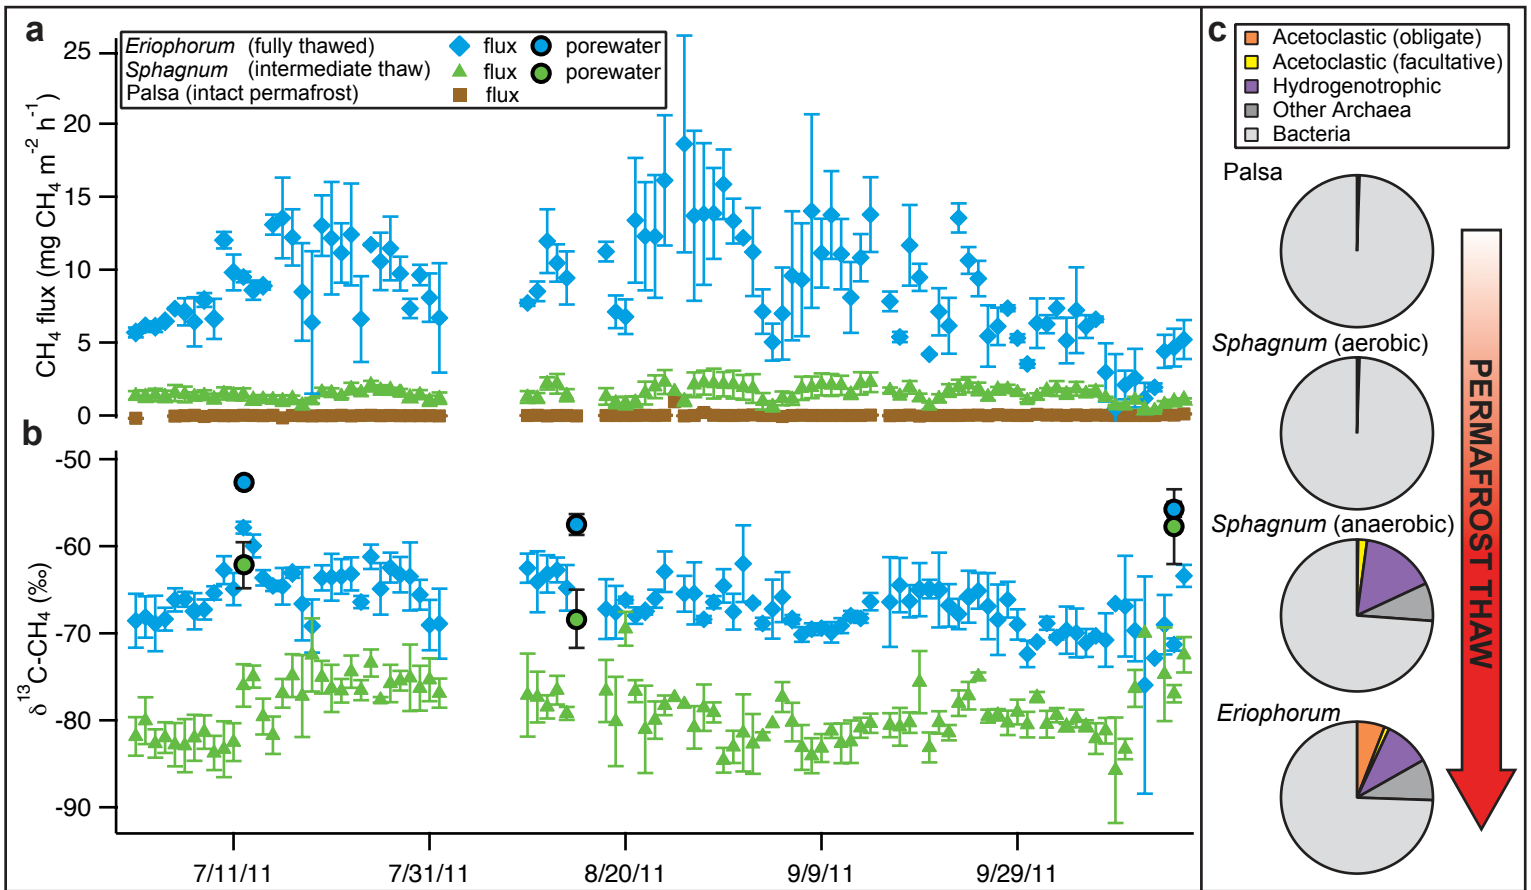 a
Eriophorum (fully thawed) flux porewater
Sphagnum (intermediate thaw) flux porewater
Palsa (intact permafrost) flux
CH4 flux (mg CH4 m-2 h-1)
25
20
15
10
5
0
b
δ13C-CH4 (‰)
-50
-60
-70
-80
-90
7/11/11 7/31/11 8/20/11 9/9/11 9/29/11
c
Acetoclastic (obligate)
Acetoclastic (facultative)
Hydrogenotrophic
Other Archaea
Bacteria
Palsa
Sphagnum (aerobic)
Sphagnum (anaerobic)
Eriophorum
PERMAFROST THAW